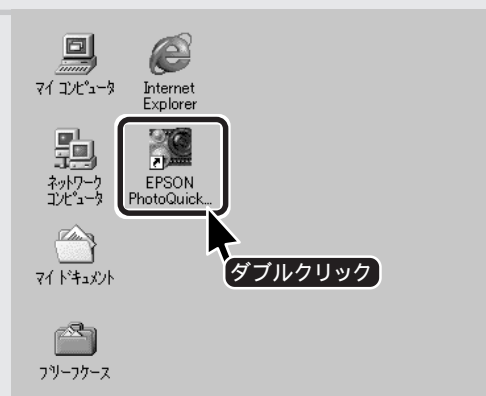 マイ コンピュータ
Internet
Explorer
ネットワーク
コンピュータ
EPSON
PhotoQuick...
ダブルクリック
マイ ドキュメント
ブリーフケース